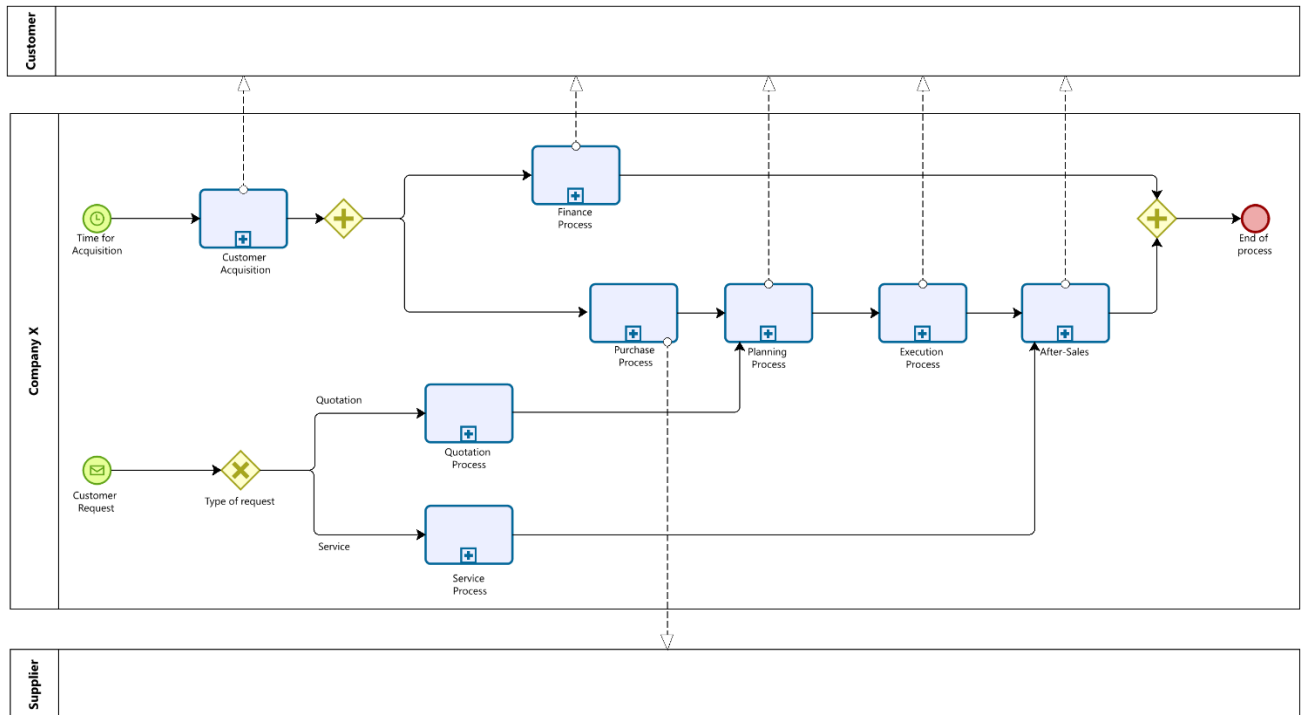 Customer
Company X
Time for
Acquisition
Customer
Acquisition
Finance
Process
End of
process
Purchase
Process
Planning
Process
Execution
Process
After-Sales
Quotation
Quotation
Process
Customer
Request
Type of request
Service
Service
Process
Supplier